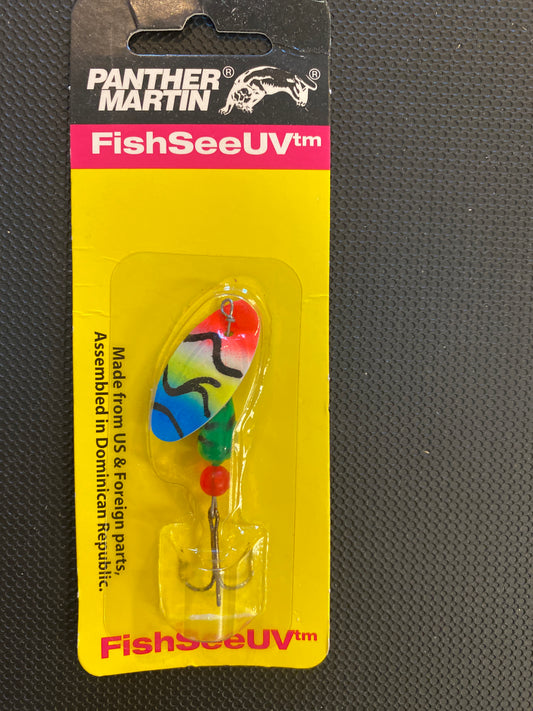 PANTHER ® ®
MARTIN
FishSeeUV™
Made from US & Foreign parts,
Assembled in Dominican Republic.
FishSeeUV™